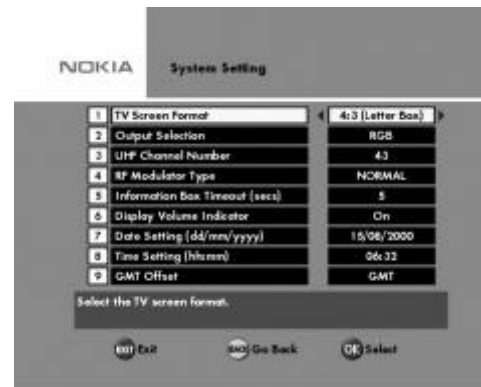 NOKIA System Setting
1 TV Screen Format 4:3 (Letter Box)
2 Output Selection RGB
3 UHF Channel Number 43
4 RF Modulator Type NORMAL
5 Information Box Timeout (secs) 5
6 Display Volume Indicator On
7 Date Setting (dd/mm/yyyy) 15/08/2000
8 Time Setting (hh:mm) 06:32
9 GMT Offset GMT
Select the TV screen format.
EXIT Exit BACK Go Back OK Select